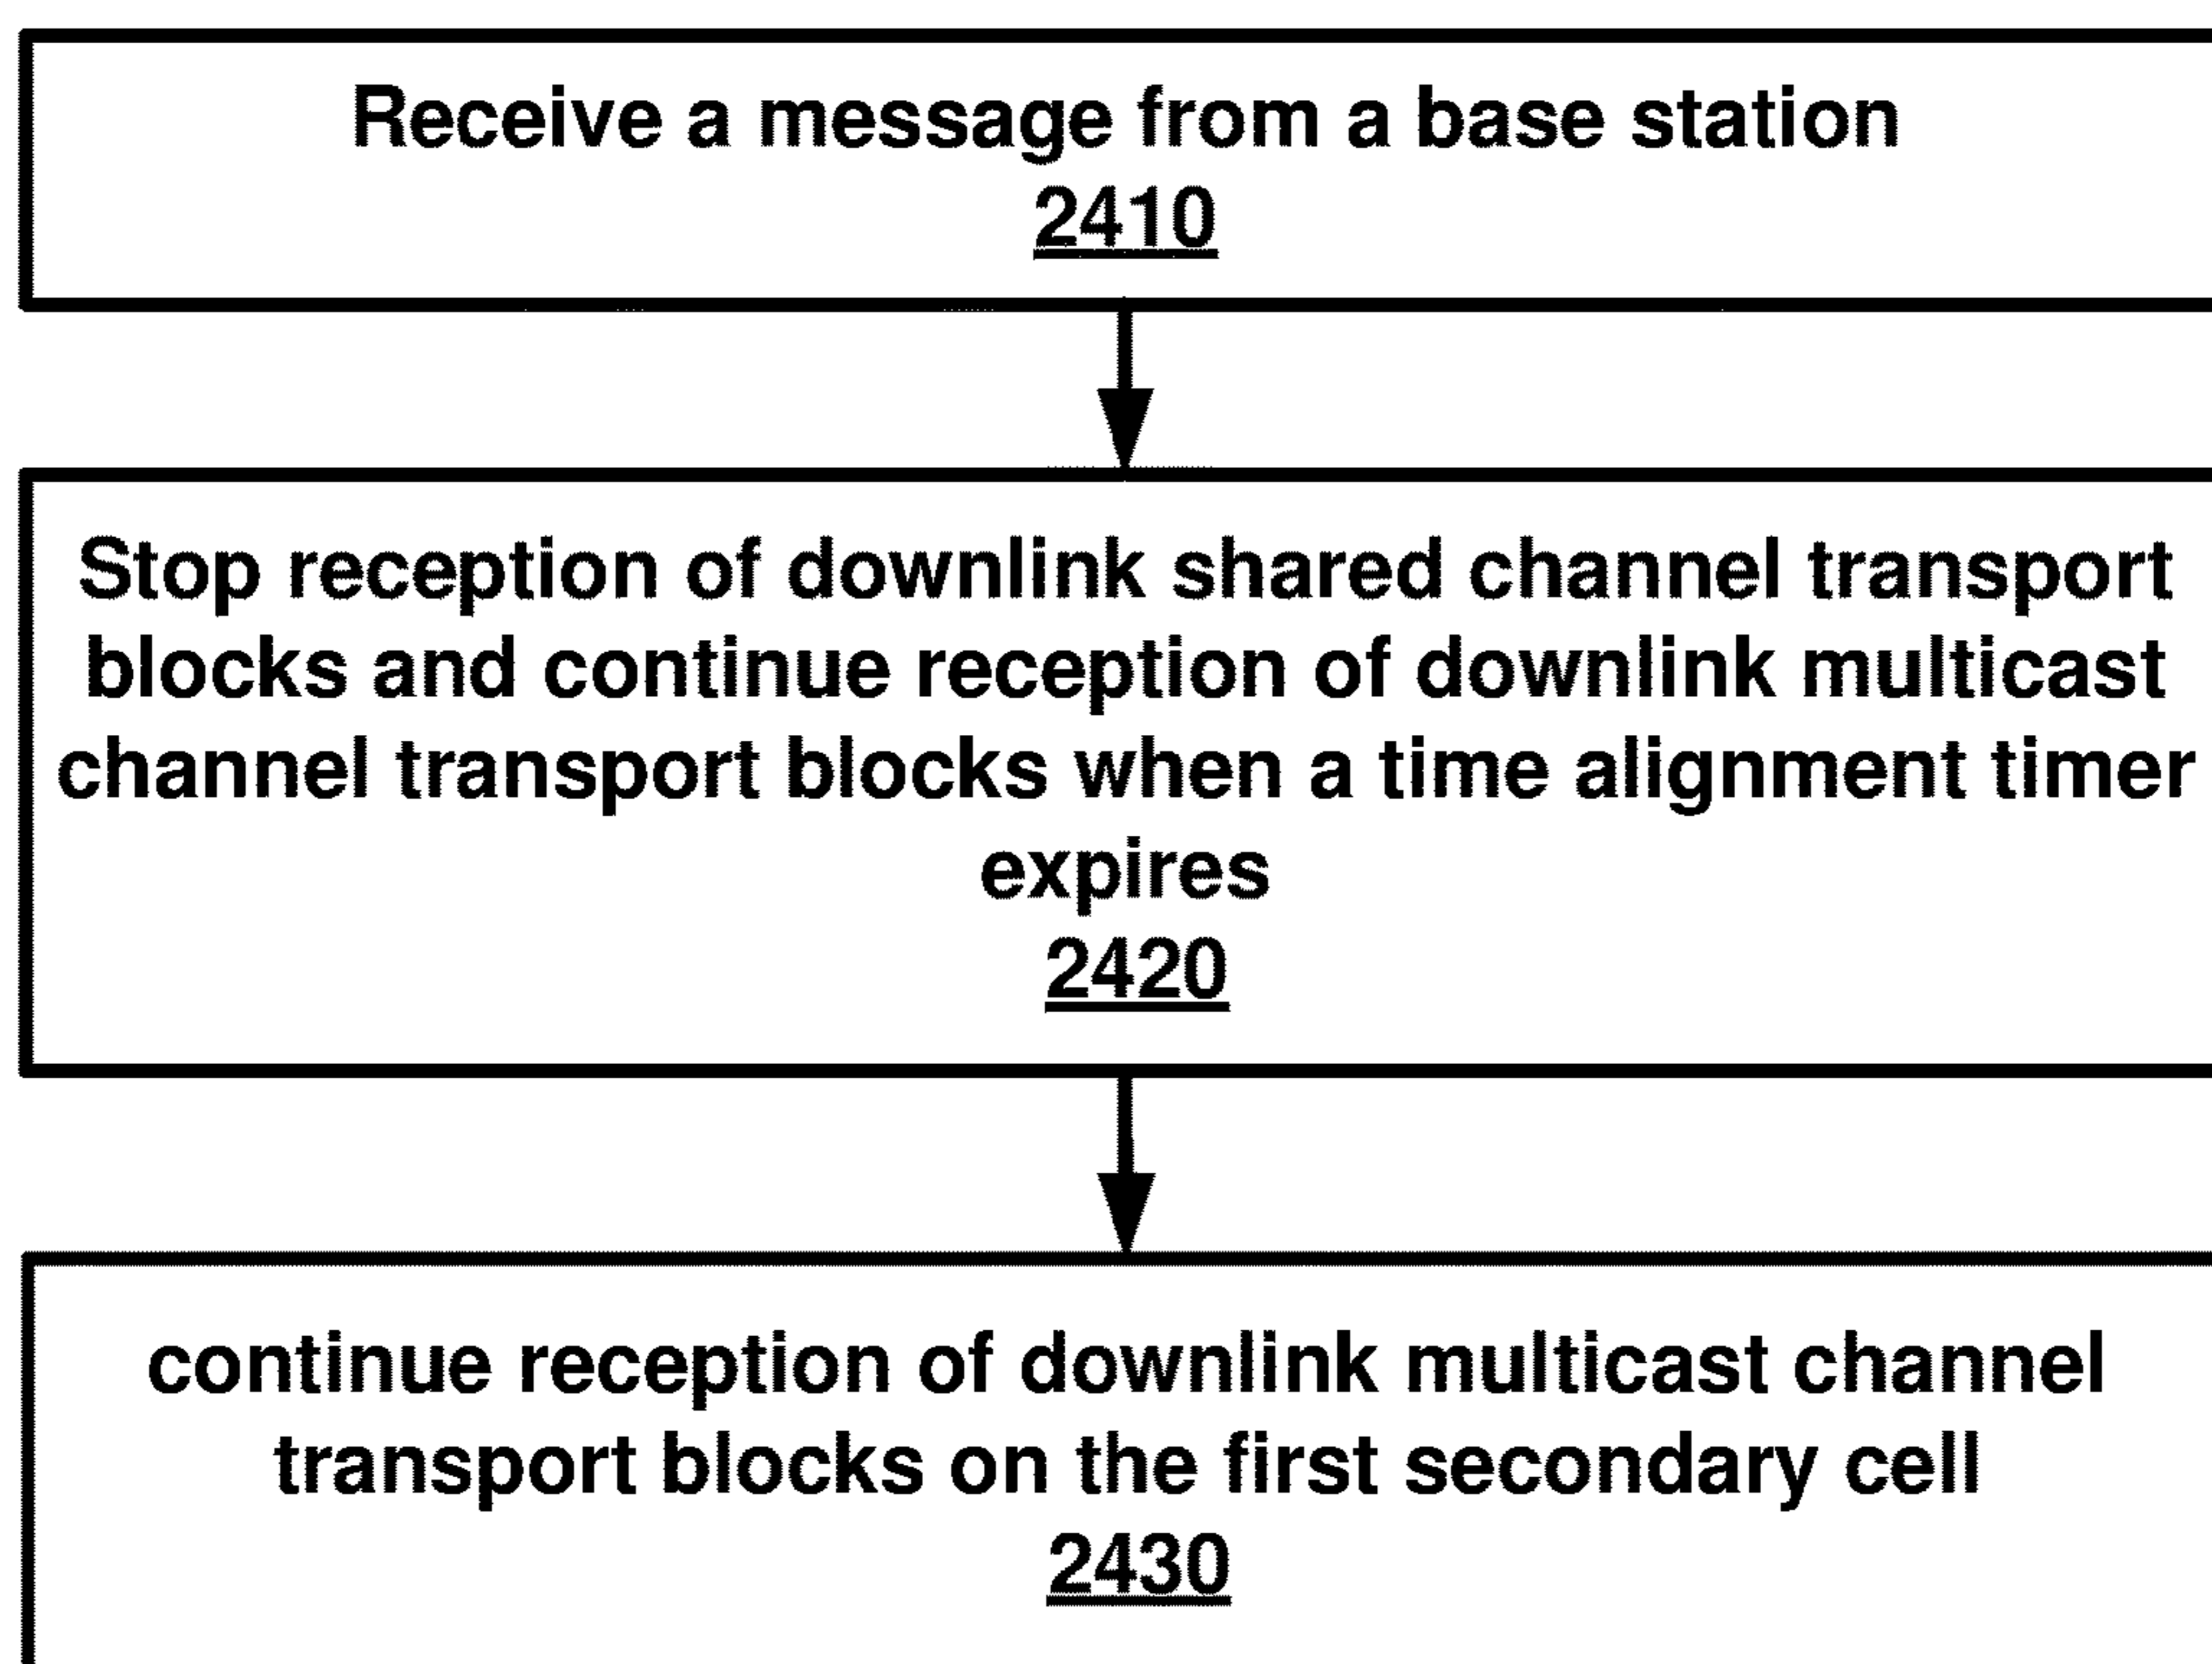 Receive a message from a base station
2410
Stop reception of downlink shared channel transport
blocks and continue reception of downlink multicast
channel transport blocks when a time alignment timer
expires
2420
continue reception of downlink multicast channel
transport blocks on the first secondary cell
2430